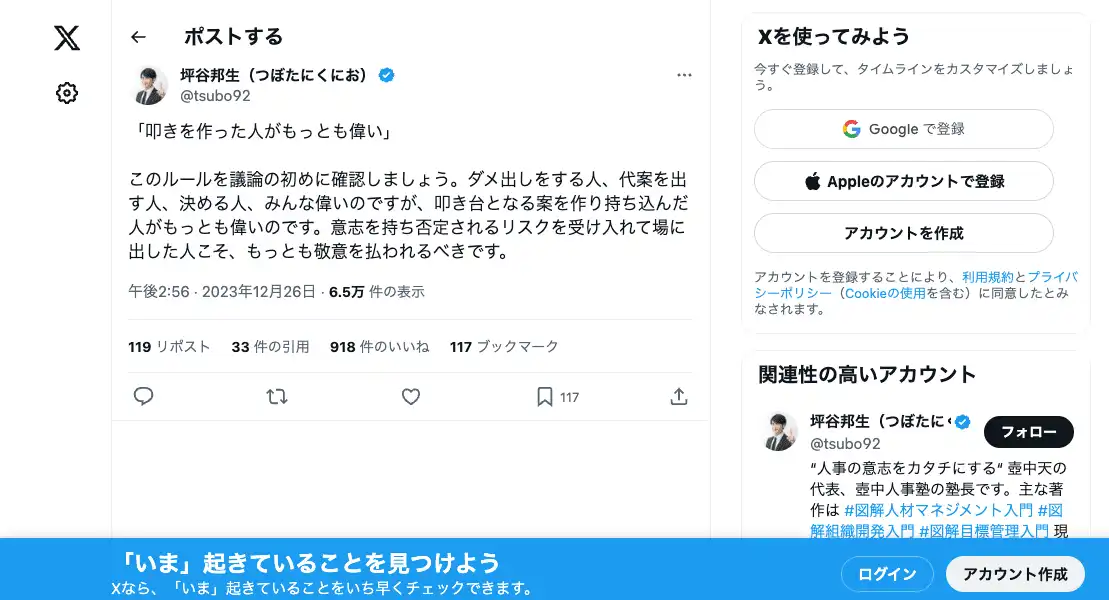 ポストする
坪谷邦生（つぼたにくにお）
@tsubo92
「叩きを作った人がもっとも偉い」
このルールを議論の初めに確認しましょう。ダメ出しをする人、代案を出
す人、決める人、みんな偉いのですが、叩き台となる案を作り持ち込んだ
人がもっとも偉いのです。意志を持ち否定されるリスクを受け入れて場に
出した人こそ、もっとも敬意を払われるべきです。
午後2:56 · 2023年12月26日 · 6.5万 件の表示
119 リポスト 33 件の引用 918 件のいいね 117 ブックマーク
117
Xを使ってみよう
今すぐ登録して、タイムラインをカスタマイズしましょ
う。
Google で登録
Appleのアカウントで登録
アカウントを作成
アカウントを登録することにより、利用規約とプライバ
シーポリシー（Cookieの使用を含む）に同意したとみ
なされます。
関連性の高いアカウント
坪谷邦生（つぼたに
フォロー
@tsubo92
“人事の意志をカタチにする“ 壺中天の
代表、壺中人事塾の塾長です。主な著
作は #図解人材マネジメント入門 #図
解組織開発入門 #図解目標管理入門 現
「いま」起きていることを見つけよう
Xなら、「いま」起きていることをいち早くチェックできます。
ログイン
アカウント作成